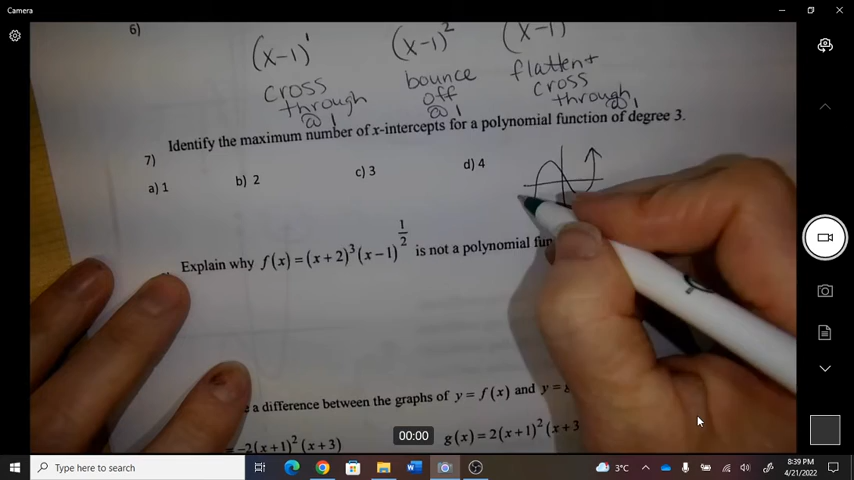 Camera
6)
(x-1)^1 (x-1)^2 (x-1)
cross bounce flatten +
through off cross
@ 1 @ 1 through @ 1
7) Identify the maximum number of x-intercepts for a polynomial function of degree 3.
a) 1 b) 2 c) 3 d) 4
Explain why f(x) = (x+2)^3 (x-1)^{1/2} is not a polynomial fun
e a difference between the graphs of y = f(x) and y = g
= -2(x+1)^2 (x+3) g(x) = 2(x+1)^2 (x+3
00:00
Type here to search
3°C
8:39 PM
4/21/2022